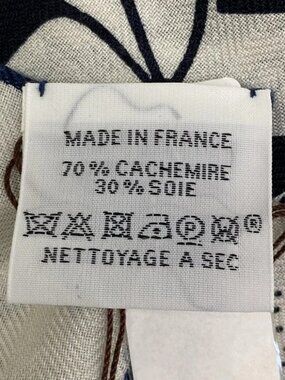 MADE IN FRANCE
70 % CACHEMIRE
30 % SOIE
P ®
NETTOYAGE A SEC